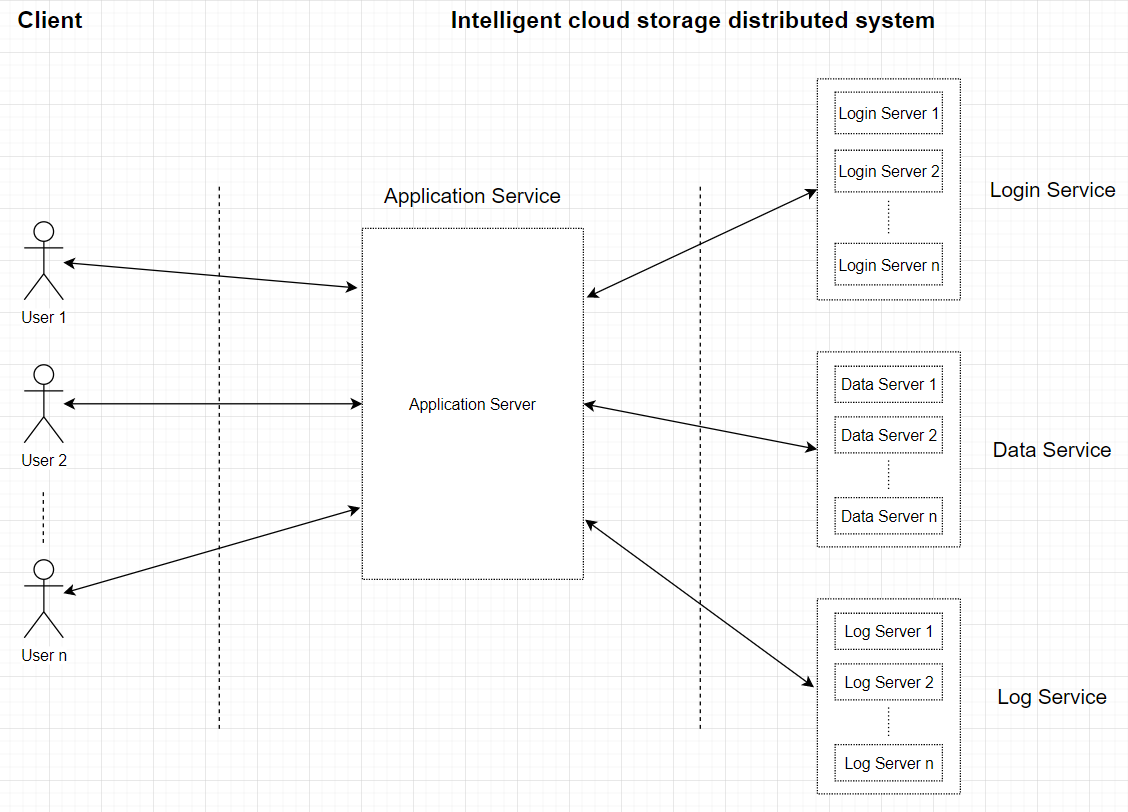 Client
Intelligent cloud storage distributed system
User 1
User 2
User n
Application Service
Application Server
Login Server 1
Login Server 2
Login Server n
Login Service
Data Server 1
Data Server 2
Data Server n
Data Service
Log Server 1
Log Server 2
Log Server n
Log Service